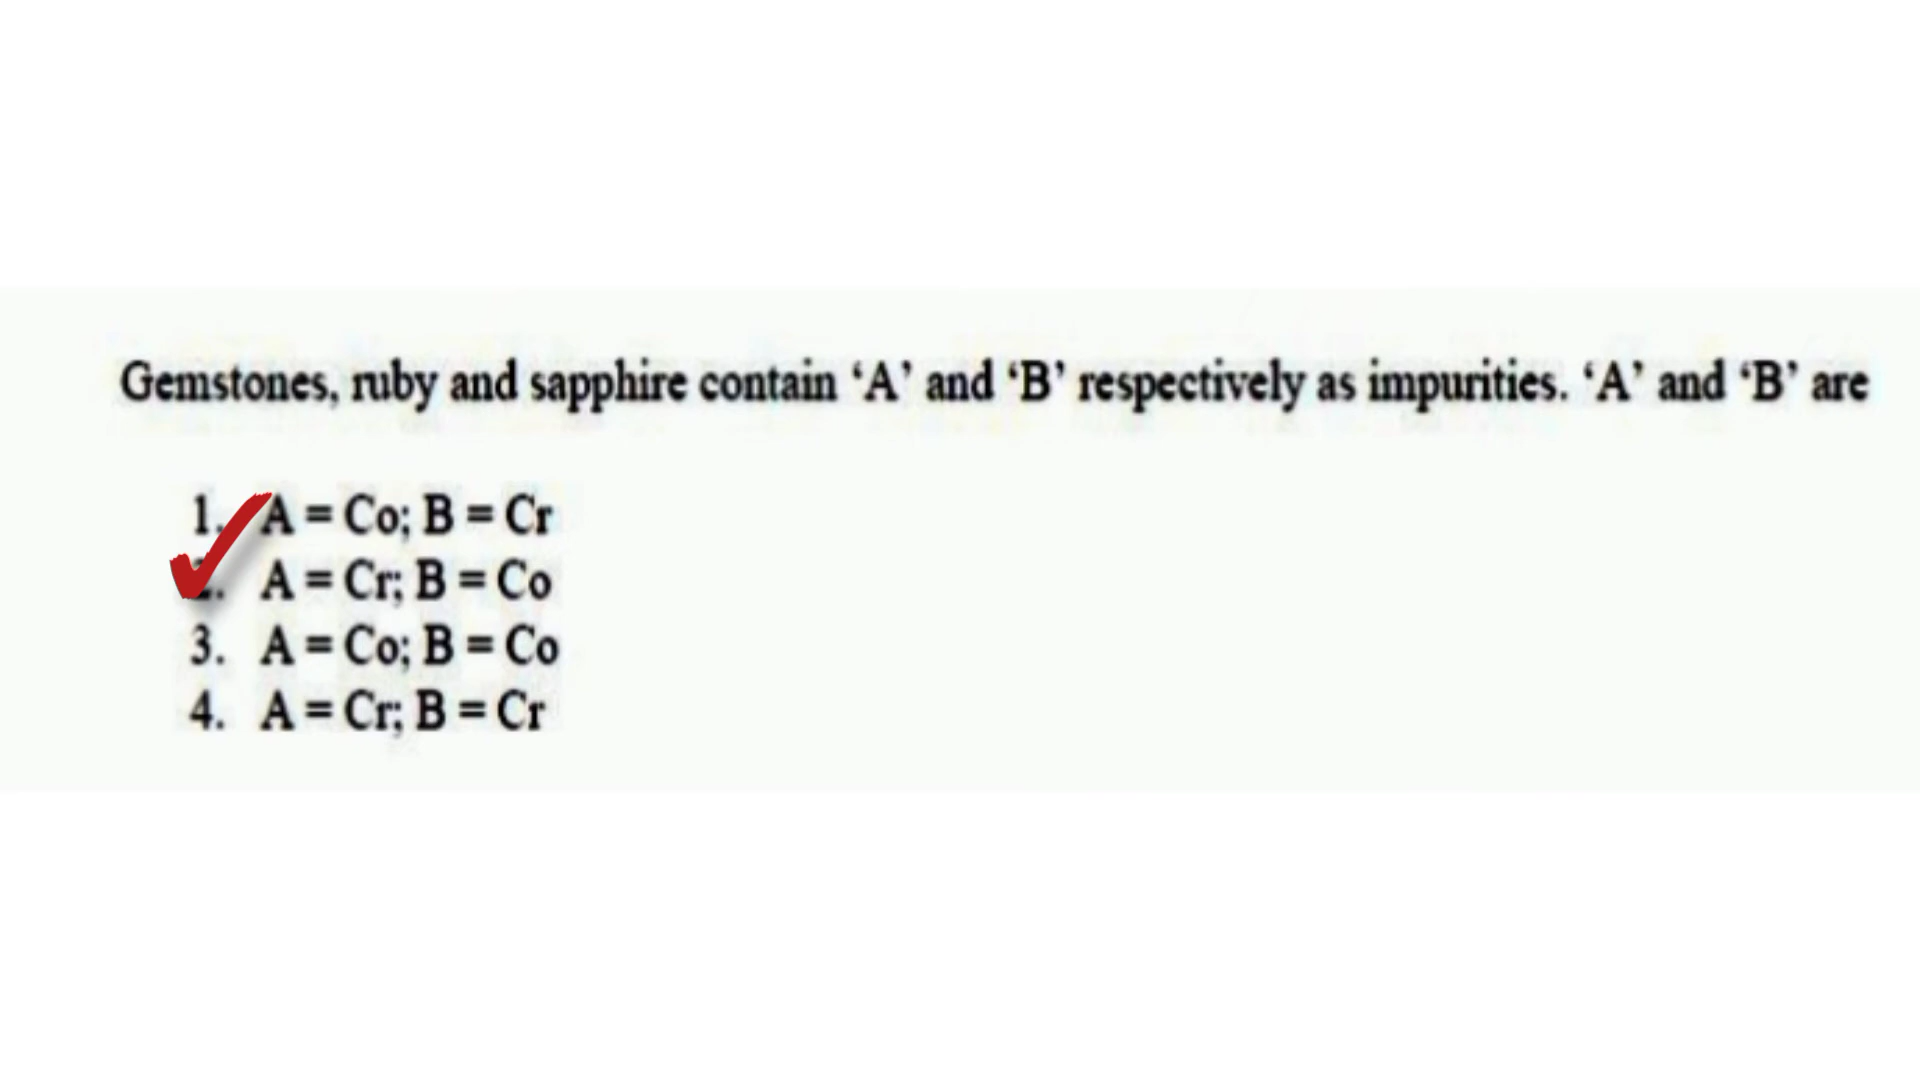 Gemstones, ruby and sapphire contain ‘A’ and ‘B’ respectively as impurities. ‘A’ and ‘B’ are
1. A = Co; B = Cr
2. A = Cr; B = Co
3. A = Co; B = Co
4. A = Cr; B = Cr